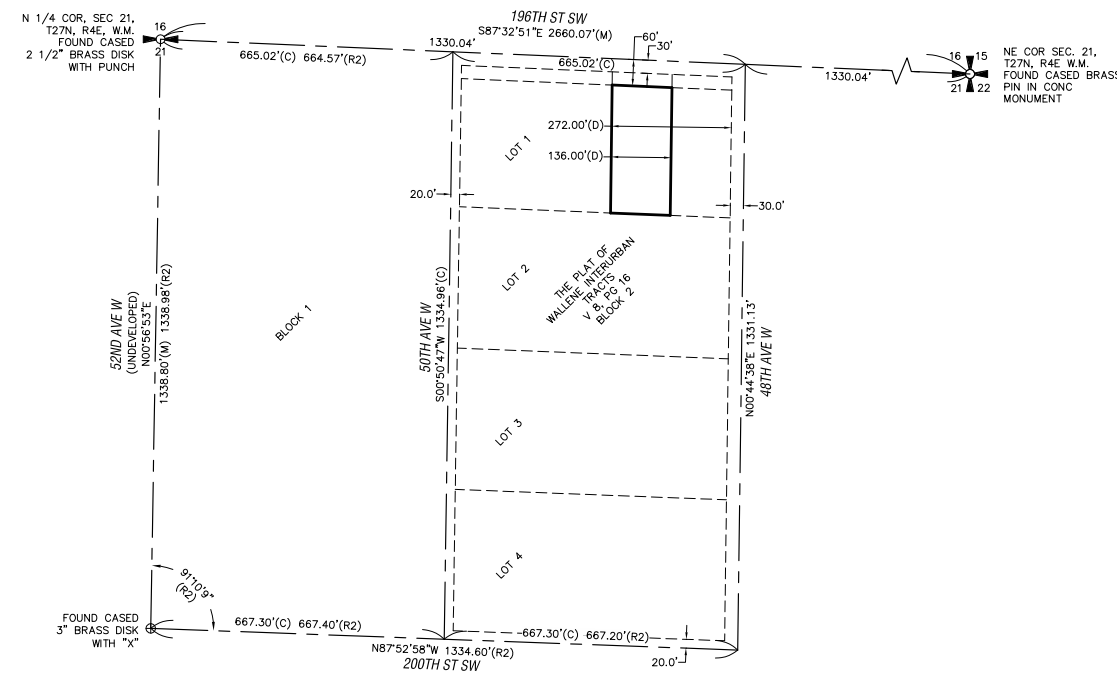 N 1/4 COR, SEC 21,
T27N, R4E, W.M.
FOUND CASED
2 1/2" BRASS DISK
WITH PUNCH
16
21
196TH ST SW
S87°32'51"E 2660.07'(M)
1330.04'
665.02'(C) 664.57'(R2)
665.02'(C)
60'
30'
1330.04'
16 15
21 22
NE COR SEC. 21,
T27N, R4E W.M.
FOUND CASED BRASS
PIN IN CONC
MONUMENT
272.00'(D)
136.00'(D)
LOT 1
20.0'
30.0'
LOT 2
THE PLAT OF
WALLENE INTERURBAN
TRACTS
V 8, PG 16
BLOCK 2
BLOCK 1
52ND AVE W
(UNDEVELOPED)
N00°56'53"E
1338.80'(M) 1338.98'(R2)
50TH AVE W
S00°50'47"W 1334.96'(C)
N00°44'38"E 1331.13'
48TH AVE W
LOT 3
LOT 4
91°10'9"
(R2)
FOUND CASED
3" BRASS DISK
WITH "X"
667.30'(C) 667.40'(R2)
667.30'(C) 667.20'(R2)
N87°52'58"W 1334.60'(R2)
200TH ST SW
20.0'